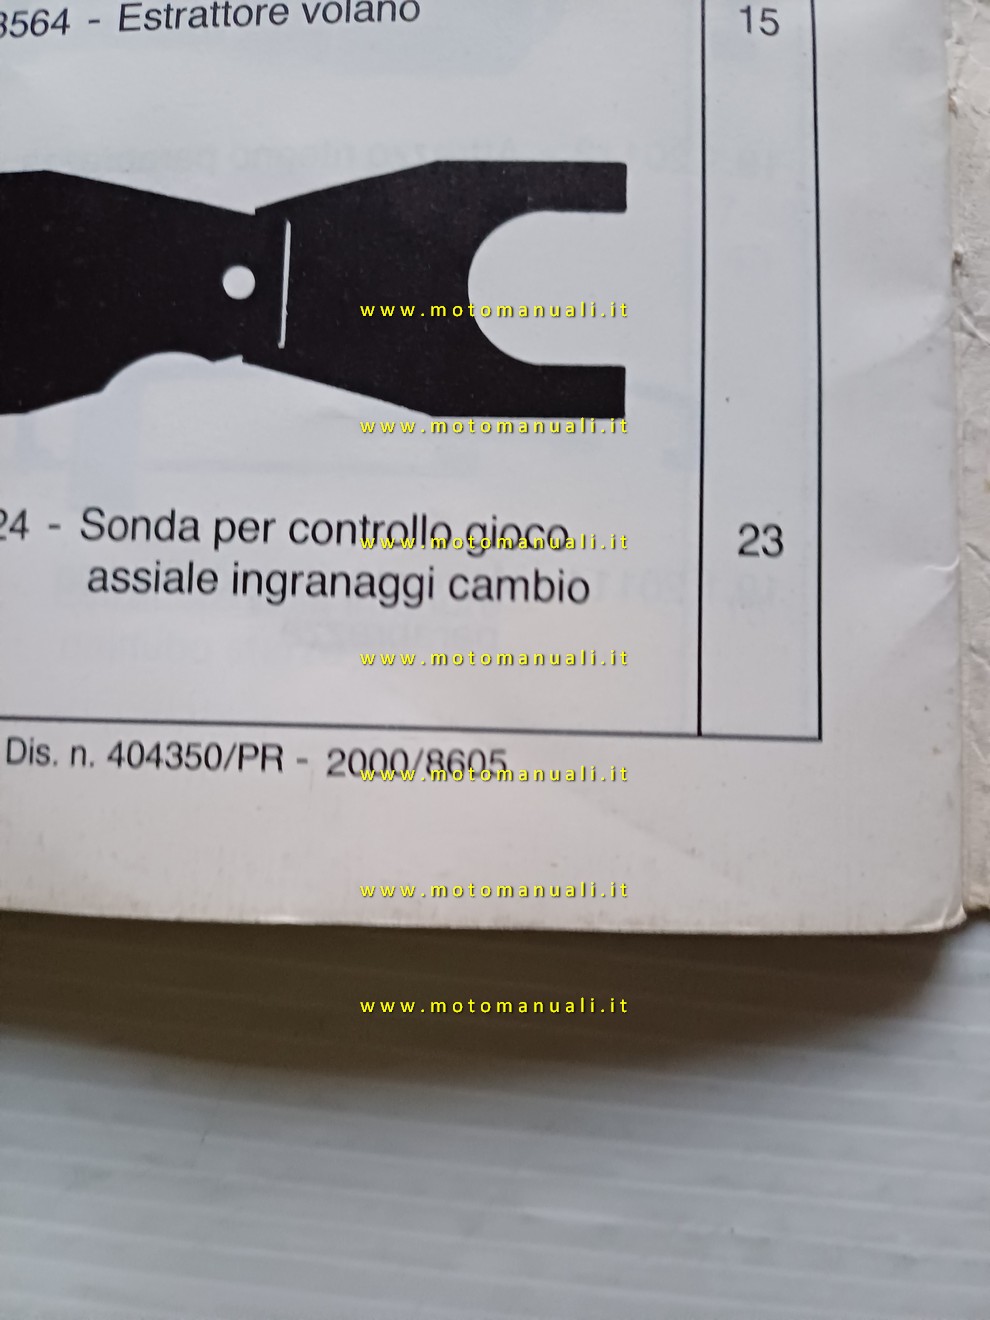 3564 - Estrattore volano
15
www.motomanuali.it
www.motomanuali.it
24 - Sonda per controllo gioco
23
www.motomanuali.it
assiale ingranaggi cambio
www.motomanuali.it
Dis. n. 404350/PR - 2000/8605
www.motomanuali.it
www.motomanuali.it
www.motomanuali.it